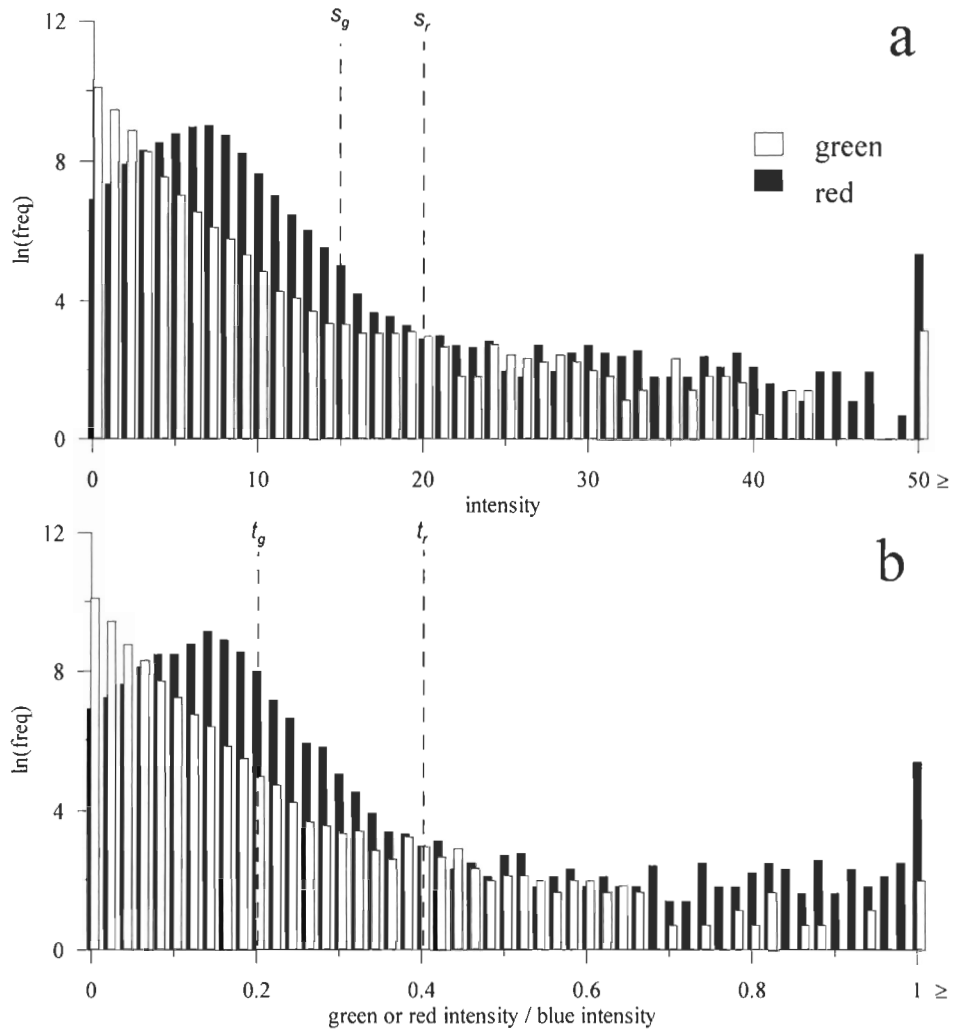 a
s_g s_r
12
8
4
0
ln(freq)
green
red
0 10 20 30 40 50 ≥
intensity
b
t_g t_r
12
8
4
0
ln(freq)
0 0.2 0.4 0.6 0.8 1 ≥
green or red intensity / blue intensity